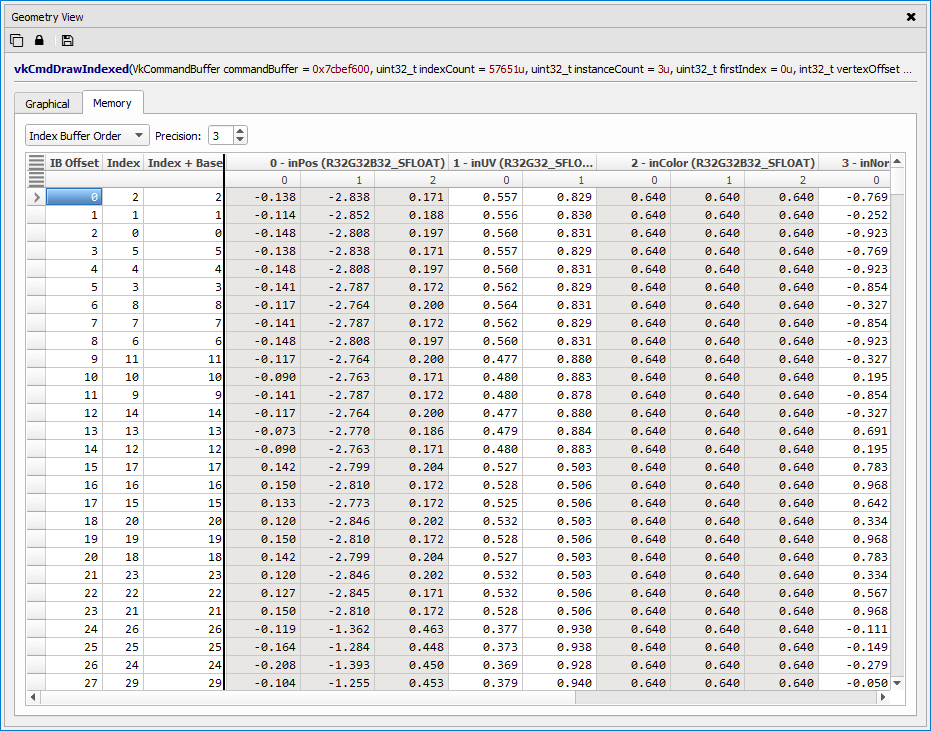 Geometry View
vkCmdDrawIndexed(VkCommandBuffer commandBuffer = 0x7cbef600, uint32_t indexCount = 57651u, uint32_t instanceCount = 3u, uint32_t firstIndex = 0u, int32_t vertexOffset ...
Graphical Memory
Index Buffer Order Precision: 3
IB Offset Index Index + Base 0 - inPos (R32G32B32_SFLOAT) 1 - inUV (R32G32_SFLO... 2 - inColor (R32G32B32_SFLOAT) 3 - inNor
0 1 2 0 1 0 1 2 0
0 2 2 -0.138 -2.838 0.171 0.557 0.829 0.640 0.640 0.640 -0.769
1 1 1 -0.114 -2.852 0.188 0.556 0.830 0.640 0.640 0.640 -0.252
2 0 0 -0.148 -2.808 0.197 0.560 0.831 0.640 0.640 0.640 -0.923
3 5 5 -0.138 -2.838 0.171 0.557 0.829 0.640 0.640 0.640 -0.769
4 4 4 -0.148 -2.808 0.197 0.560 0.831 0.640 0.640 0.640 -0.923
5 3 3 -0.141 -2.787 0.172 0.562 0.829 0.640 0.640 0.640 -0.854
6 8 8 -0.117 -2.764 0.200 0.564 0.831 0.640 0.640 0.640 -0.327
7 7 7 -0.141 -2.787 0.172 0.562 0.829 0.640 0.640 0.640 -0.854
8 6 6 -0.148 -2.808 0.197 0.560 0.831 0.640 0.640 0.640 -0.923
9 11 11 -0.117 -2.764 0.200 0.477 0.880 0.640 0.640 0.640 -0.327
10 10 10 -0.090 -2.763 0.171 0.480 0.883 0.640 0.640 0.640 0.195
11 9 9 -0.141 -2.787 0.172 0.480 0.878 0.640 0.640 0.640 -0.854
12 14 14 -0.117 -2.764 0.200 0.477 0.880 0.640 0.640 0.640 -0.327
13 13 13 -0.073 -2.770 0.186 0.479 0.884 0.640 0.640 0.640 0.691
14 12 12 -0.090 -2.763 0.171 0.480 0.883 0.640 0.640 0.640 0.195
15 17 17 0.142 -2.799 0.204 0.527 0.503 0.640 0.640 0.640 0.783
16 16 16 0.150 -2.810 0.172 0.528 0.506 0.640 0.640 0.640 0.968
17 15 15 0.133 -2.773 0.172 0.525 0.506 0.640 0.640 0.640 0.642
18 20 20 0.120 -2.846 0.202 0.532 0.503 0.640 0.640 0.640 0.334
19 19 19 0.150 -2.810 0.172 0.528 0.506 0.640 0.640 0.640 0.968
20 18 18 0.142 -2.799 0.204 0.527 0.503 0.640 0.640 0.640 0.783
21 23 23 0.120 -2.846 0.202 0.532 0.503 0.640 0.640 0.640 0.334
22 22 22 0.127 -2.845 0.171 0.532 0.506 0.640 0.640 0.640 0.567
23 21 21 0.150 -2.810 0.172 0.528 0.506 0.640 0.640 0.640 0.968
24 26 26 -0.119 -1.362 0.463 0.377 0.930 0.640 0.640 0.640 -0.111
25 25 25 -0.164 -1.284 0.448 0.373 0.938 0.640 0.640 0.640 -0.149
26 24 24 -0.208 -1.393 0.450 0.369 0.928 0.640 0.640 0.640 -0.279
27 29 29 -0.104 -1.255 0.453 0.379 0.940 0.640 0.640 0.640 -0.050